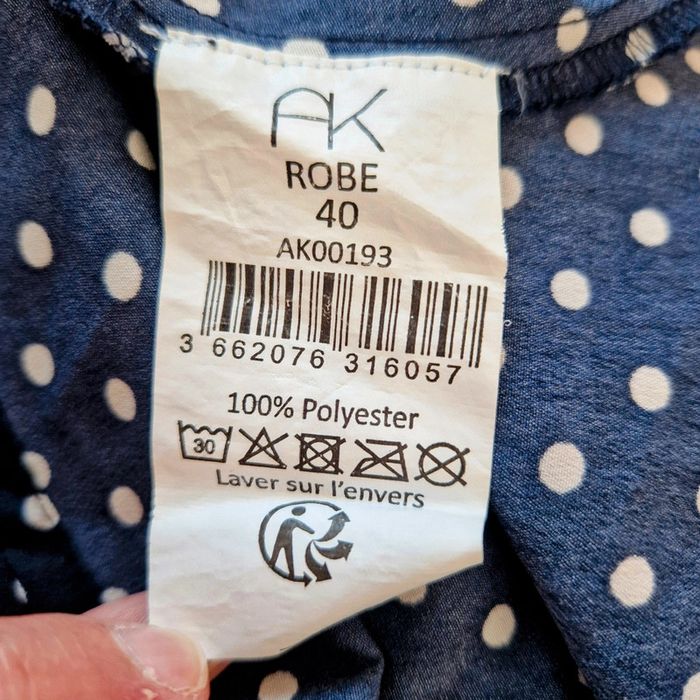 AK
ROBE
40
AK00193
3 662076 316057
100% Polyester
30
Laver sur l'envers